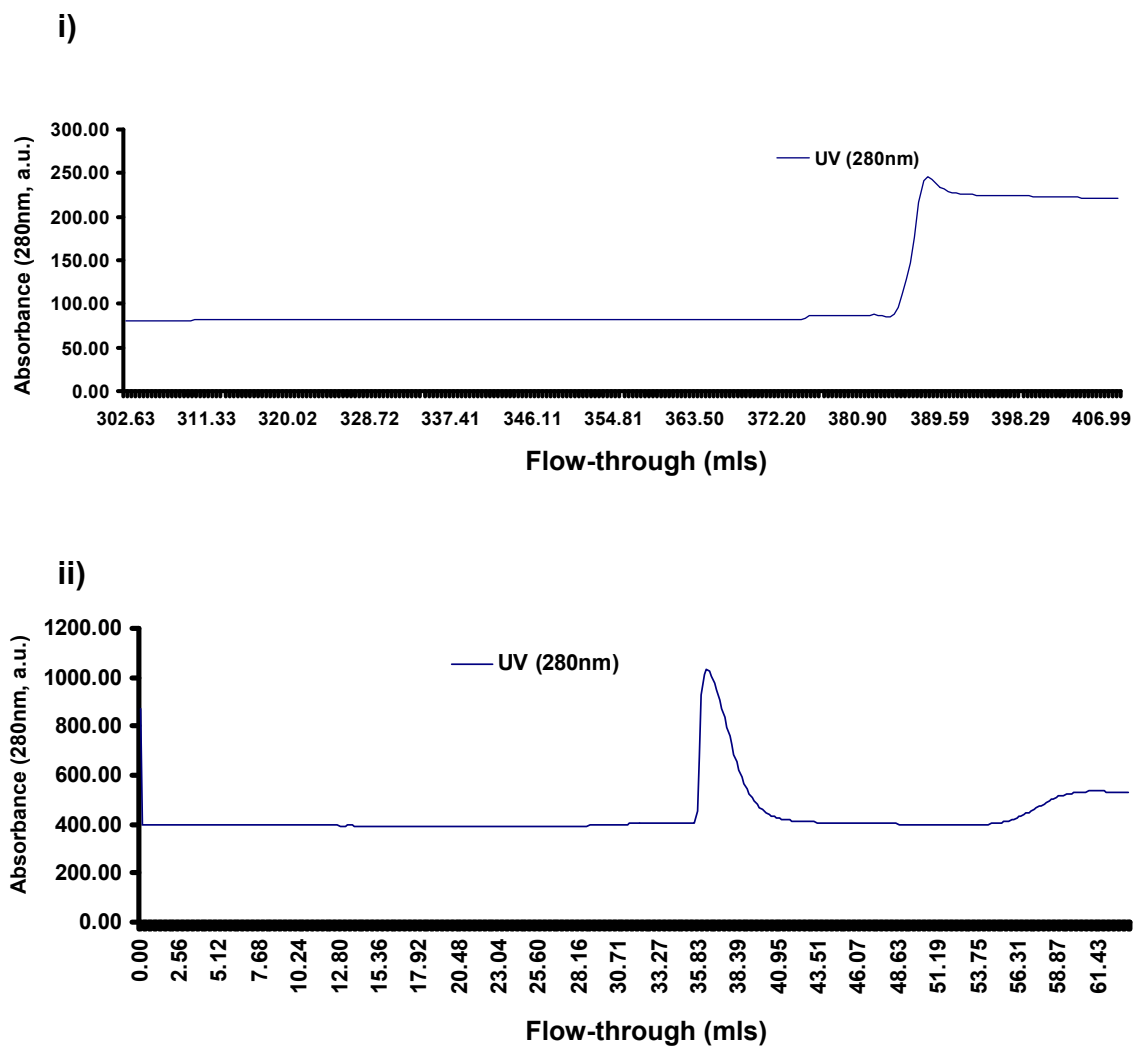 i)
Absorbance (280nm, a.u.)
300.00
250.00
200.00
150.00
100.00
50.00
0.00
UV (280nm)
302.63 311.33 320.02 328.72 337.41 346.11 354.81 363.50 372.20 380.90 389.59 398.29 406.99
Flow-through (mls)
ii)
Absorbance (280nm, a.u.)
1200.00
1000.00
800.00
600.00
400.00
200.00
0.00
UV (280nm)
0.00 2.56 5.12 7.68 10.24 12.80 15.36 17.92 20.48 23.04 25.60 28.16 30.71 33.27 35.83 38.39 40.95 43.51 46.07 48.63 51.19 53.75 56.31 58.87 61.43
Flow-through (mls)